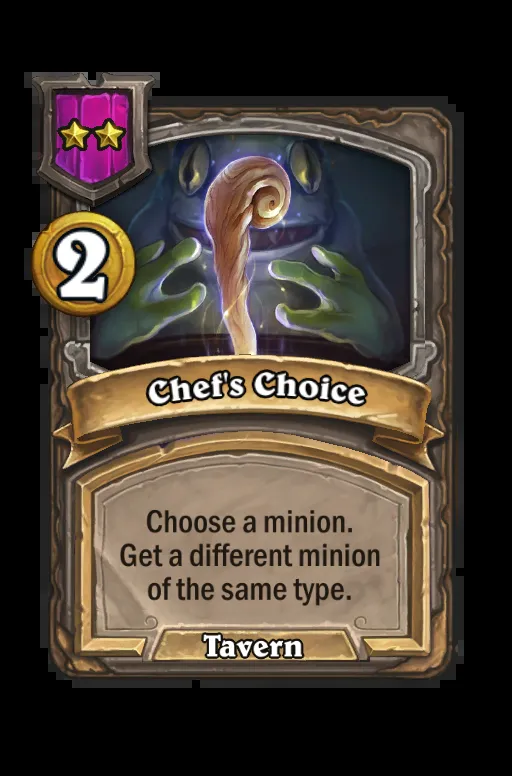 2
Chef's Choice
Choose a minion.
Get a different minion
of the same type.
Tavern